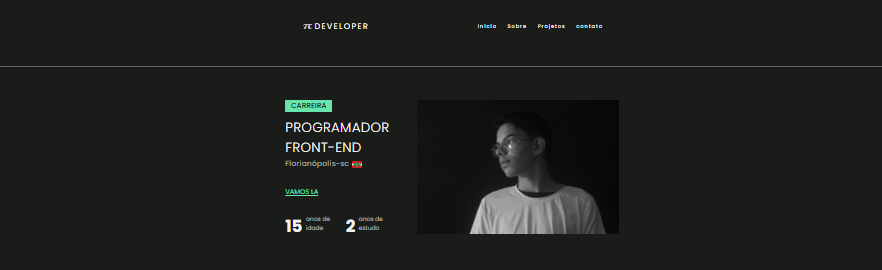 π DEVELOPER
Início Sobre Projetos contato
CARREIRA
PROGRAMADOR
FRONT-END
Florianópolis-sc
VAMOS LA
15 anos de idade
2 anos de estudo